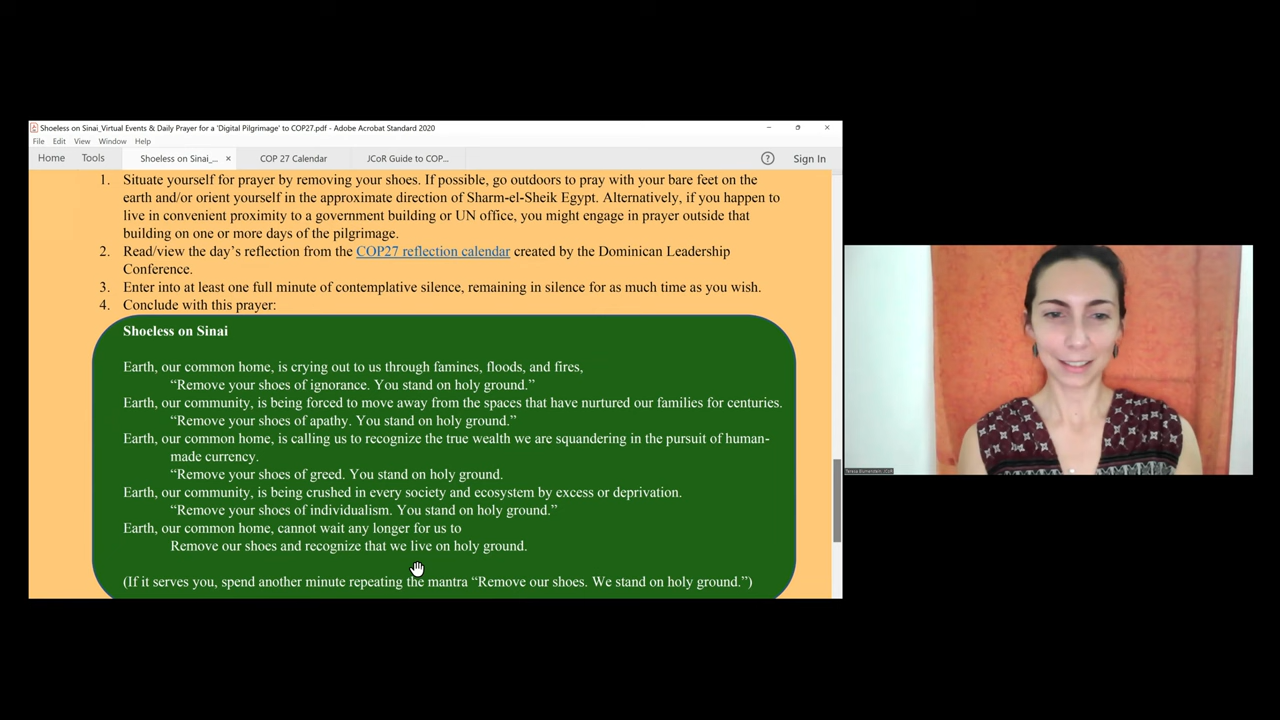 Shoeless on Sinai_Virtual Events & Daily Prayer for a 'Digital Pilgrimage' to COP27.pdf - Adobe Acrobat Standard 2020
File Edit View Window Help
Home Tools Shoeless on Sinai_... × COP 27 Calendar JCoR Guide to COP... ? Sign In
1. Situate yourself for prayer by removing your shoes. If possible, go outdoors to pray with your bare feet on the
earth and/or orient yourself in the approximate direction of Sharm-el-Sheik Egypt. Alternatively, if you happen to
live in convenient proximity to a government building or UN office, you might engage in prayer outside that
building on one or more days of the pilgrimage.
2. Read/view the day's reflection from the COP27 reflection calendar created by the Dominican Leadership
Conference.
3. Enter into at least one full minute of contemplative silence, remaining in silence for as much time as you wish.
4. Conclude with this prayer:
Shoeless on Sinai
Earth, our common home, is crying out to us through famines, floods, and fires,
“Remove your shoes of ignorance. You stand on holy ground.”
Earth, our community, is being forced to move away from the spaces that have nurtured our families for centuries.
“Remove your shoes of apathy. You stand on holy ground.”
Earth, our common home, is calling us to recognize the true wealth we are squandering in the pursuit of human-
made currency.
“Remove your shoes of greed. You stand on holy ground.
Earth, our community, is being crushed in every society and ecosystem by excess or deprivation.
“Remove your shoes of individualism. You stand on holy ground.”
Earth, our common home, cannot wait any longer for us to
Remove our shoes and recognize that we live on holy ground.
(If it serves you, spend another minute repeating the mantra “Remove our shoes. We stand on holy ground.”)